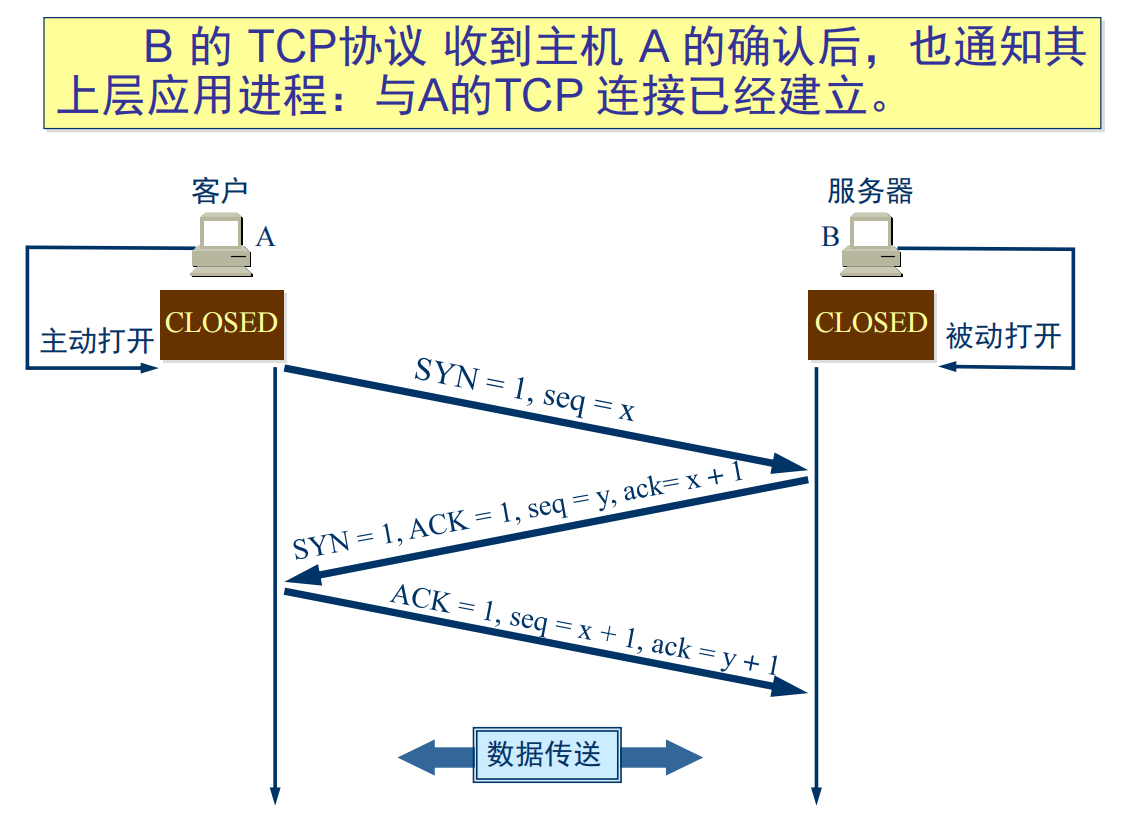 B 的 TCP协议 收到主机 A 的确认后，也通知其
上层应用进程：与A的TCP 连接已经建立。
客户
服务器
A
B
CLOSED
CLOSED
主动打开
被动打开
SYN = 1, seq = x
SYN = 1, ACK = 1, seq = y, ack= x + 1
ACK = 1, seq = x + 1, ack = y + 1
数据传送